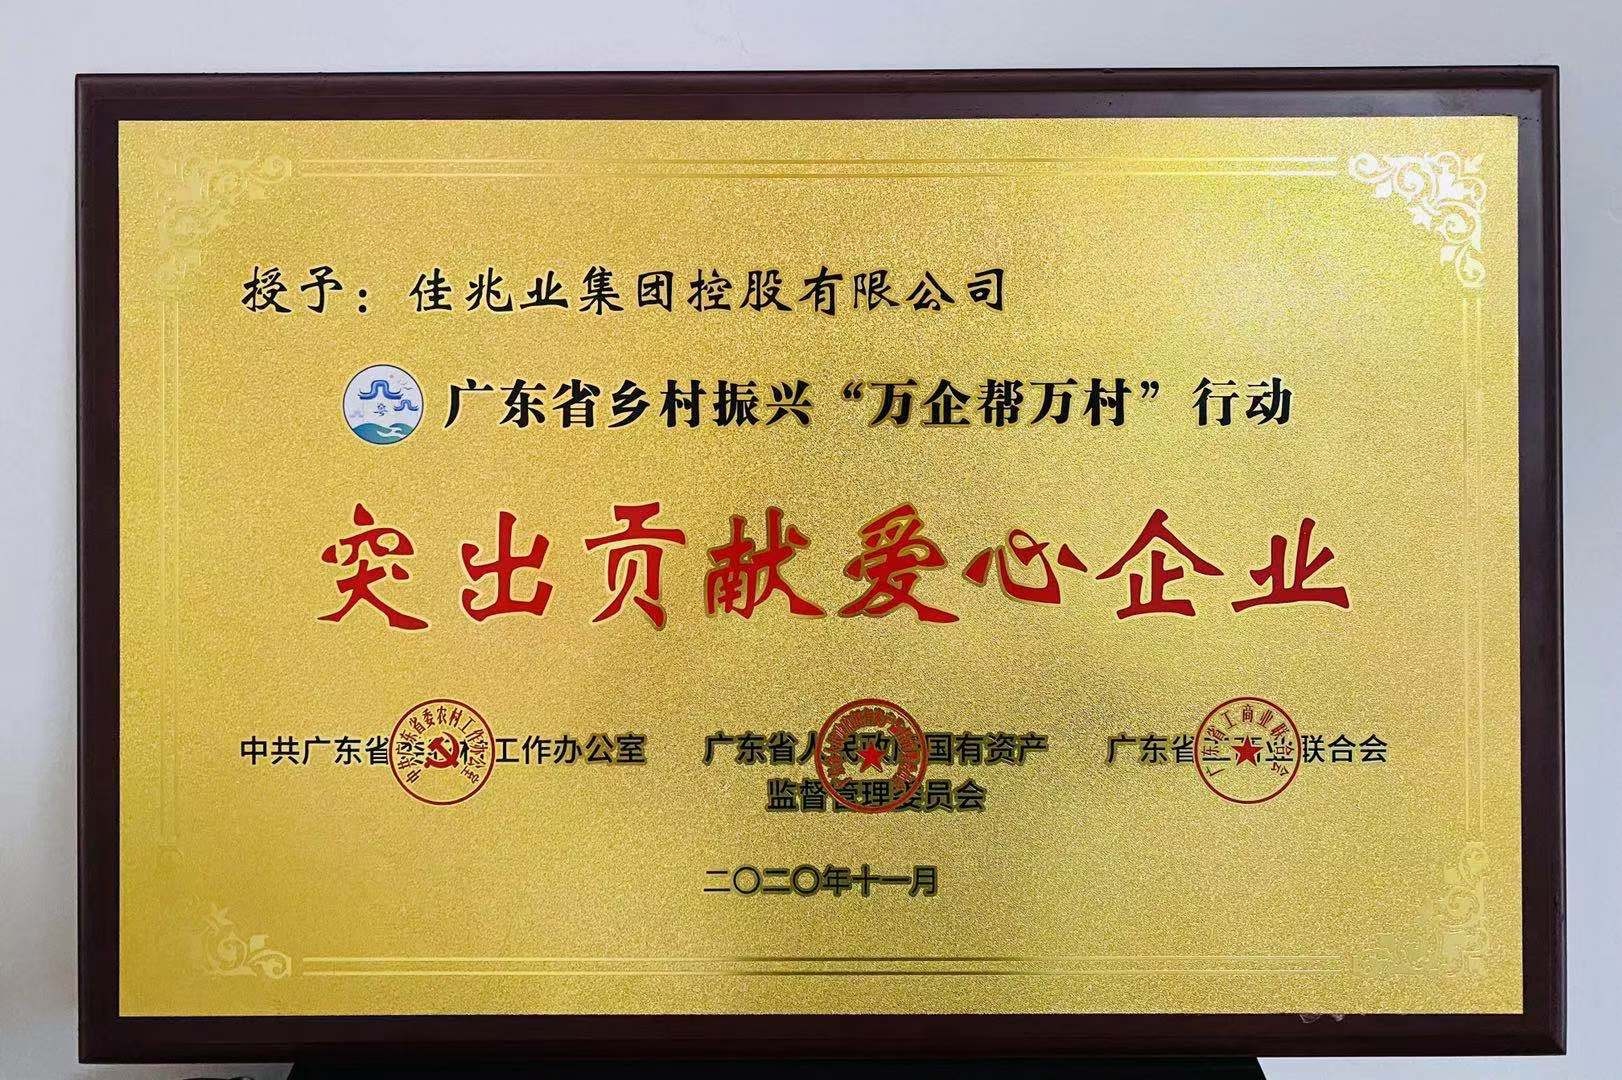 授予：佳兆业集团控股有限公司
广东省乡村振兴“万企帮万村”行动
突出贡献爱心企业
中共广东省委农村工作办公室 广东省人民政府国有资产 广东省工商业联合会
监督管理委员会
二〇二〇年十一月